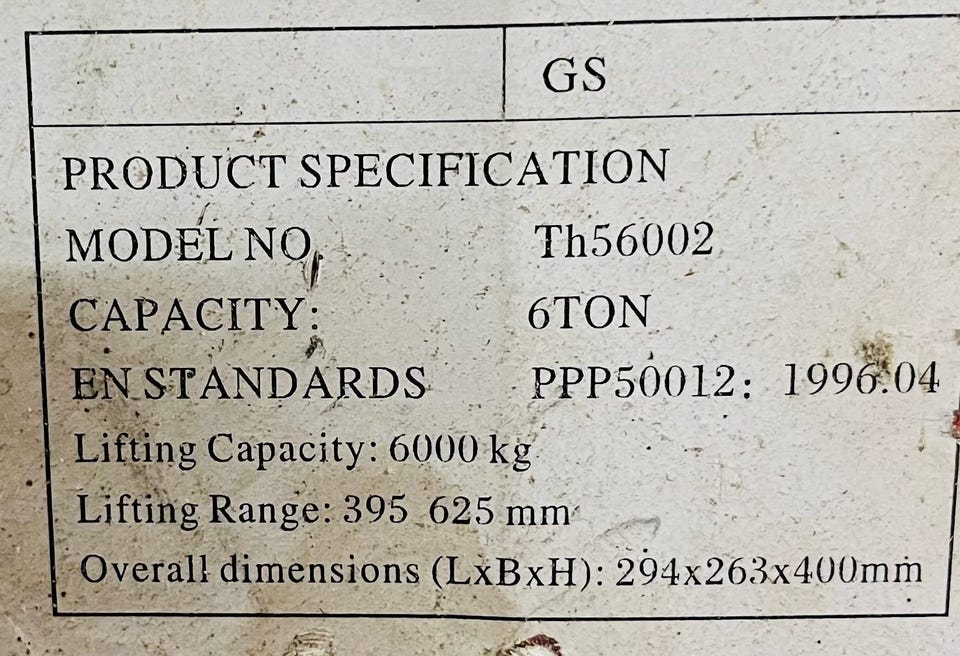 GS
PRODUCT SPECIFICATION
MODEL NO. Th56002
CAPACITY: 6TON
EN STANDARDS PPP50012: 1996.04
Lifting Capacity: 6000 kg
Lifting Range: 395 625 mm
Overall dimensions (LxBxH): 294x263x400mm